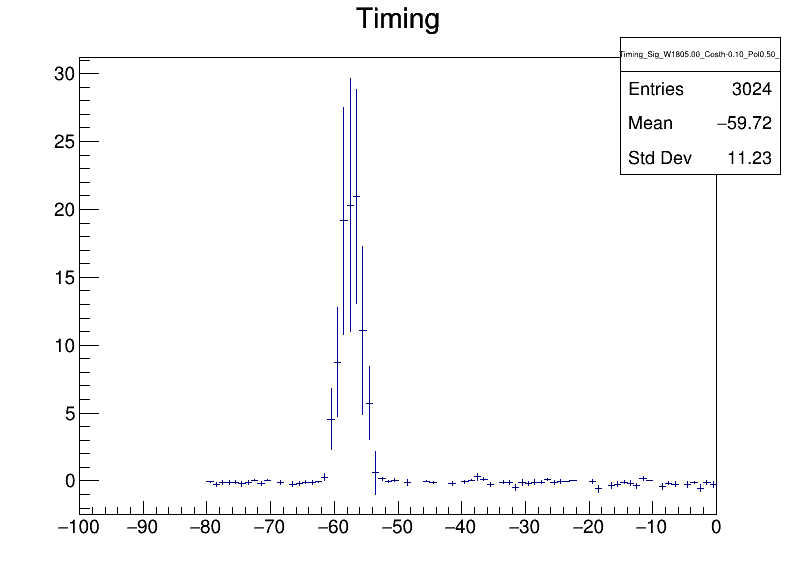 Timing
Timing_Sig_W1805.00_Costh-0.10_Pol0.50_
Entries 3024
Mean −59.72
Std Dev 11.23
30
25
20
15
10
5
0
−100 −90 −80 −70 −60 −50 −40 −30 −20 −10 0